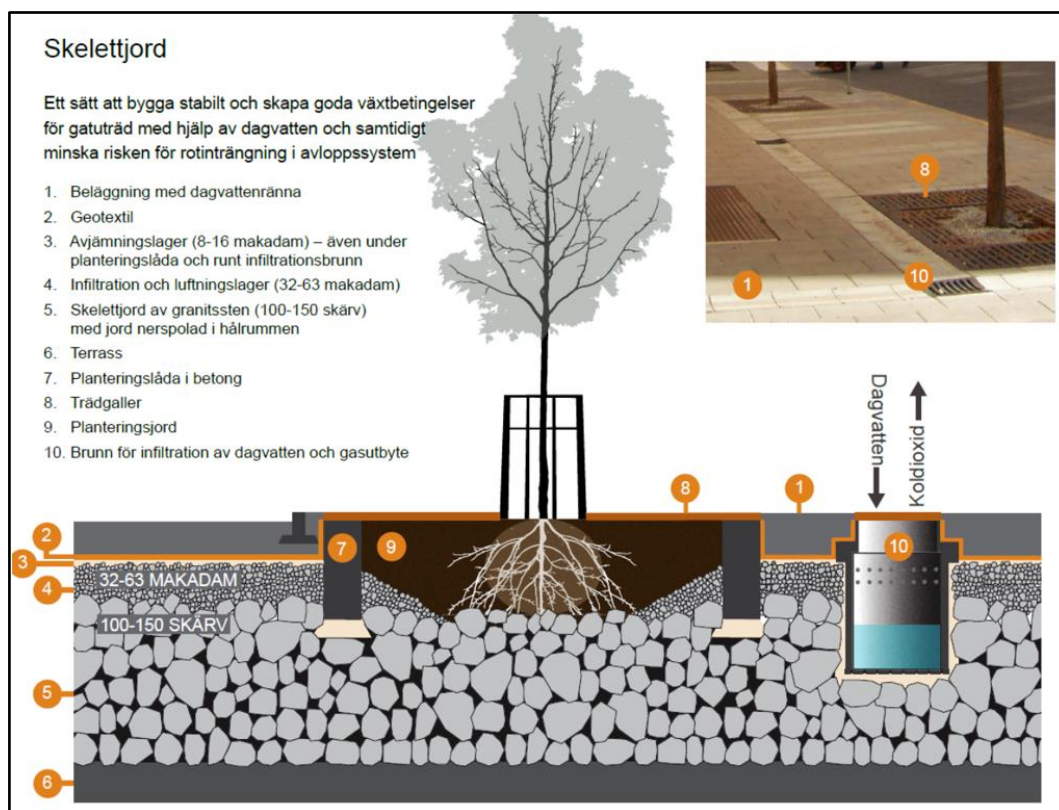 Skelettjord
Ett sätt att bygga stabilt och skapa goda växtbetingelser
för gatuträd med hjälp av dagvatten och samtidigt
minska risken för rotinträngning i avloppssystem
1. Beläggning med dagvattenränna
2. Geotextil
3. Avjämningslager (8-16 makadam) – även under
planteringslåda och runt infiltrationsbrunn
4. Infiltration och luftningslager (32-63 makadam)
5. Skelettjord av granitssten (100-150 skärv)
med jord nerspolad i hålrummen
6. Terrass
7. Planteringslåda i betong
8. Trädgaller
9. Planteringsjord
10. Brunn för infiltration av dagvatten och gasutbyte
8
1
10
Dagvatten
Koldioxid
8
1
2
7
9
10
3
4
32-63 MAKADAM
100-150 SKÄRV
5
6